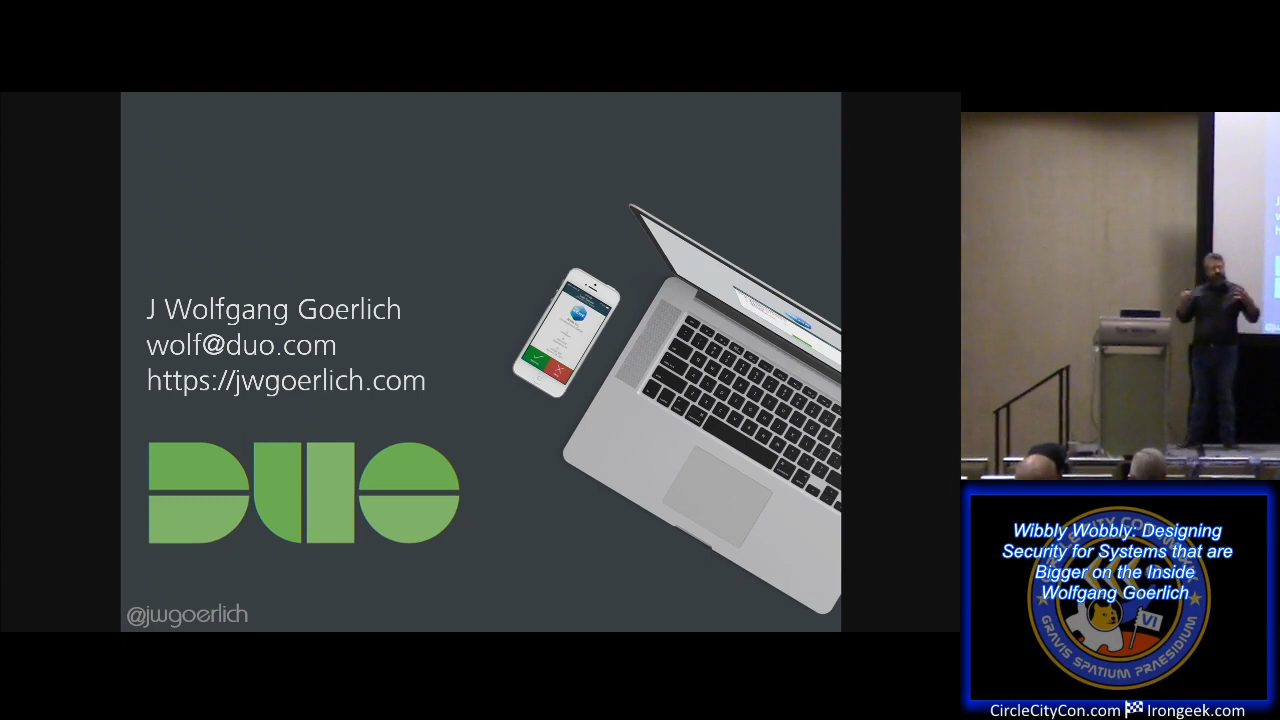 J Wolfgang Goerlich
wolf@duo.com
https://jwgoerlich.com
DUO
@jwgoerlich
Wibbly Wobbly: Designing
Security for Systems that are
Bigger on the Inside
Wolfgang Goerlich
VI
GRAVIS SPATIUM PRAESIDIUM
CircleCityCon.com Irongeek.com